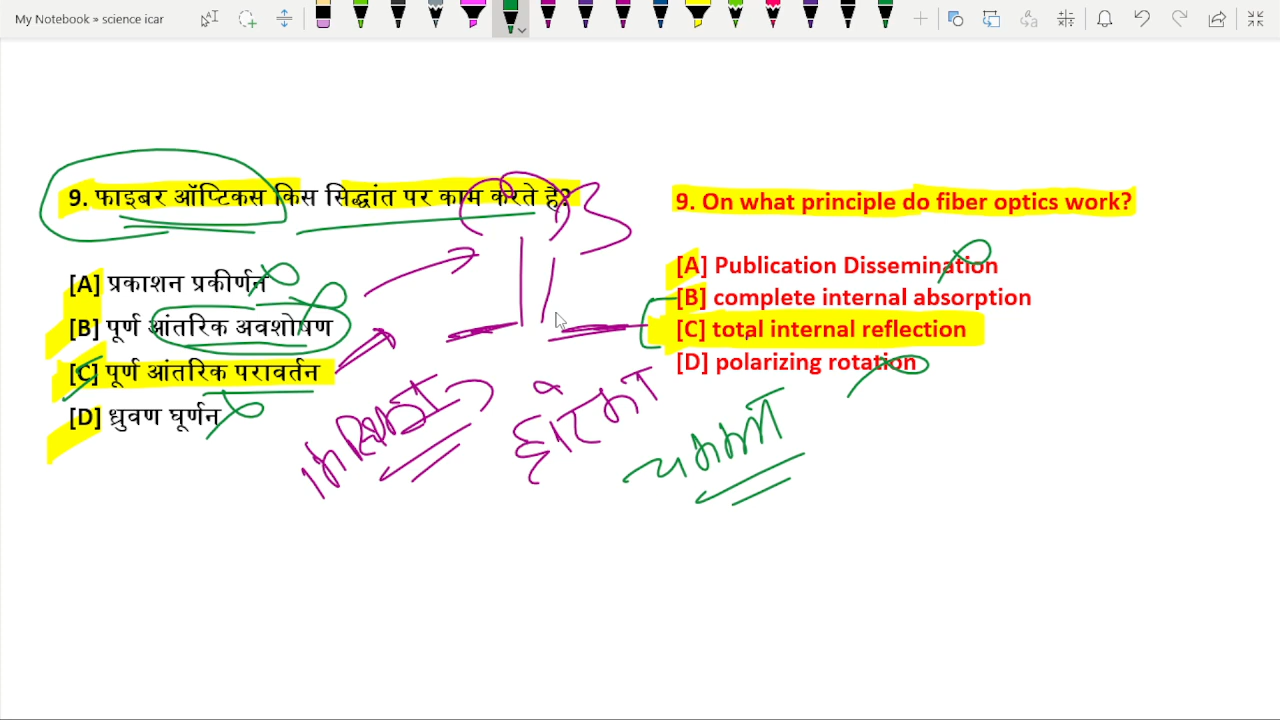 My Notebook » science icar
9. फाइबर ऑप्टिकस किस सिद्धांत पर काम करते है?
[A] प्रकाशन प्रकीर्णन
[B] पूर्ण आंतरिक अवशोषण
[C] पूर्ण आंतरिक परावर्तन
[D] ध्रुवण घूर्णन
9. On what principle do fiber optics work?
[A] Publication Dissemination
[B] complete internal absorption
[C] total internal reflection
[D] polarizing rotation